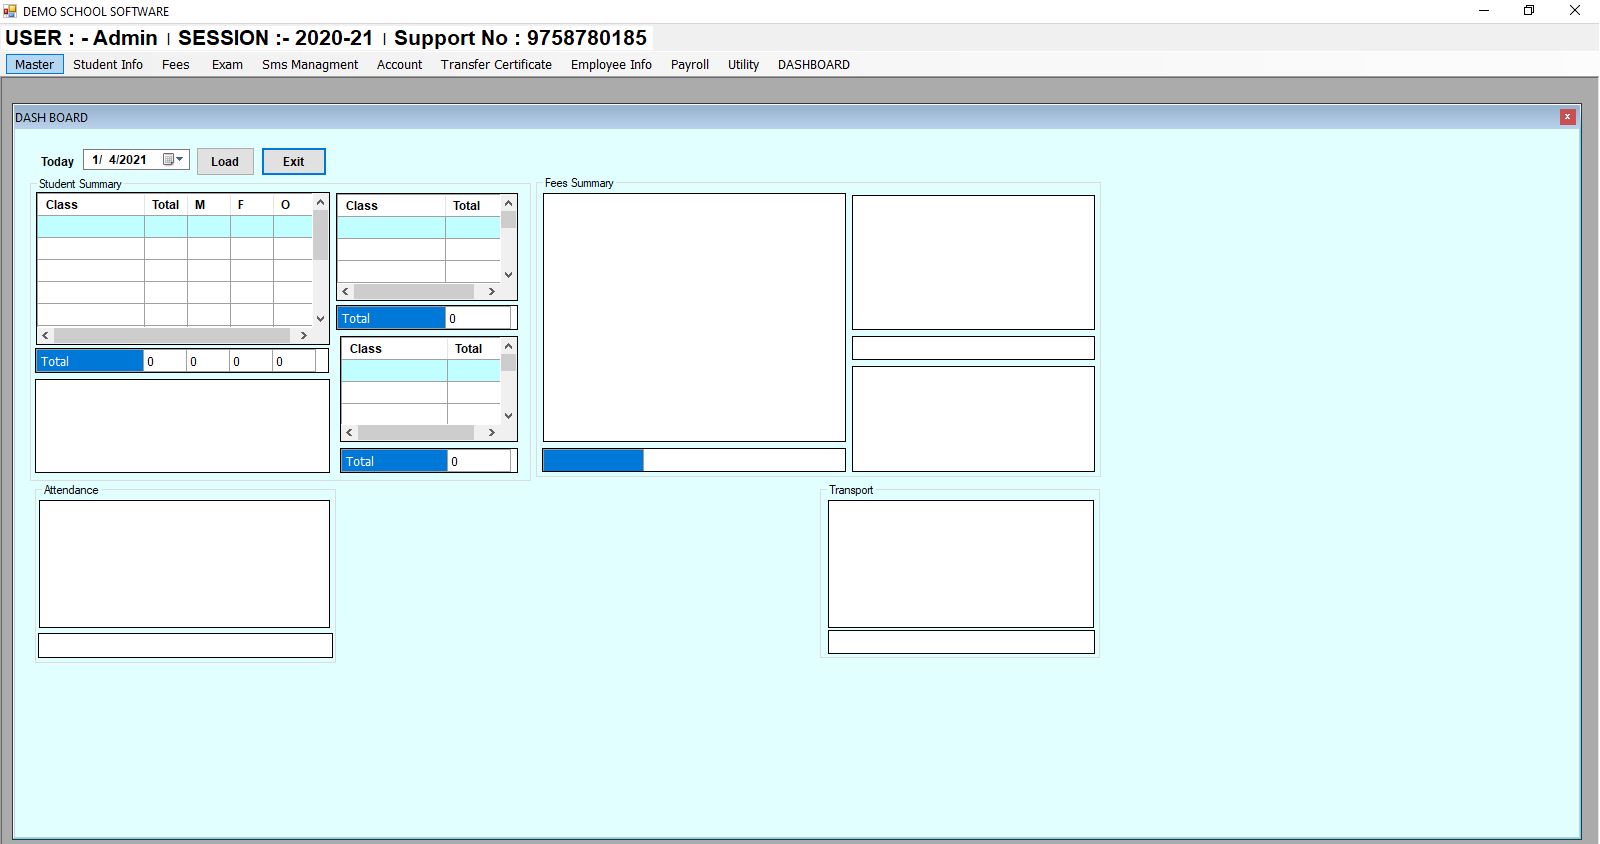 DEMO SCHOOL SOFTWARE
USER : - Admin | SESSION :- 2020-21 | Support No : 9758780185
Master Student Info Fees Exam Sms Managment Account Transfer Certificate Employee Info Payroll Utility DASHBOARD
DASH BOARD
Today 1/ 4/2021 Load Exit
Student Summary
Class Total M F O
Total 0 0 0 0
Class Total
Total 0
Class Total
Total 0
Fees Summary
Attendance
Transport